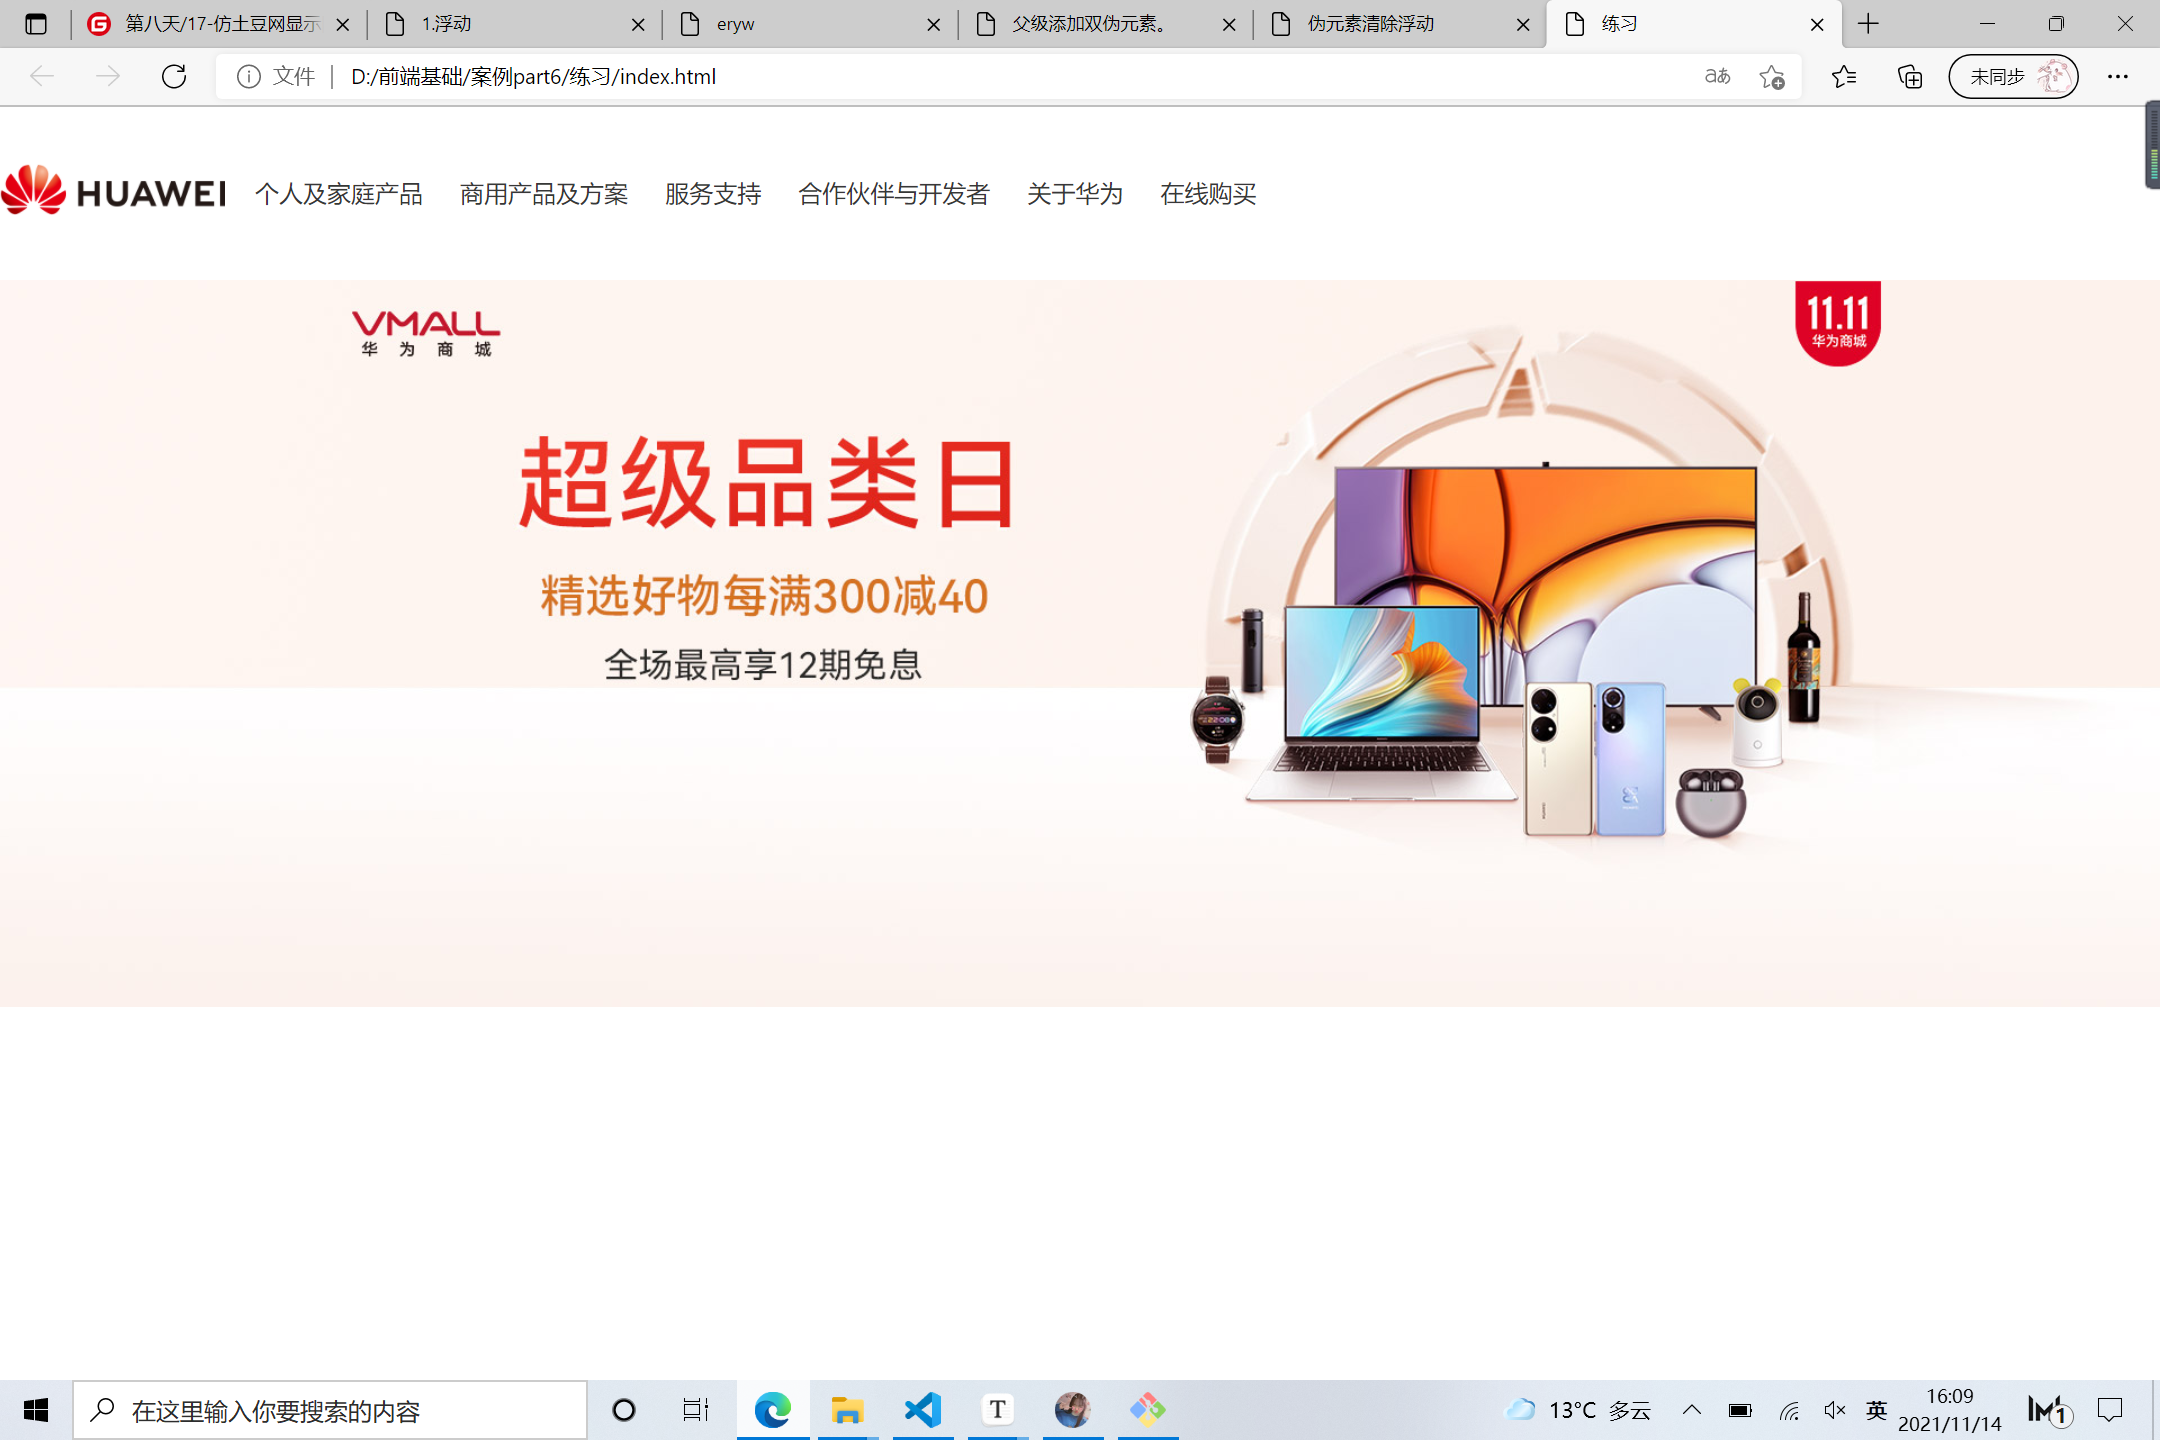 第八天/17-仿土豆网显示
1.浮动
eryw
父级添加双伪元素。
伪元素清除浮动
练习
文件 D:/前端基础/案例part6/练习/index.html
aあ
未同步
HUAWEI 个人及家庭产品 商用产品及方案 服务支持 合作伙伴与开发者 关于华为 在线购买
VMALL
华为商城
11.11
华为商城
超级品类日
精选好物每满300减40
全场最高享12期免息
在这里输入你要搜索的内容
T
13°C 多云
英
16:09
2021/11/14
1